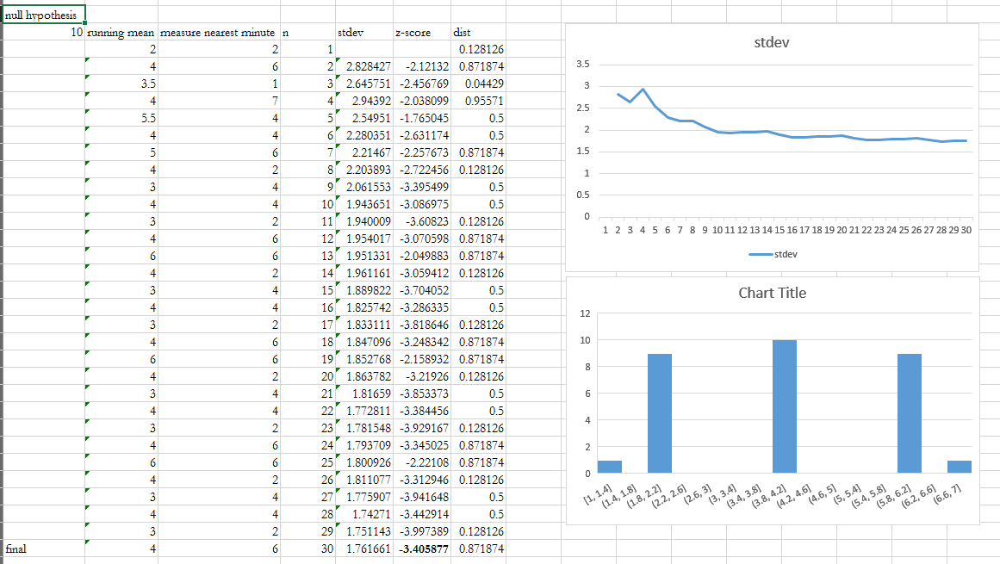 null hypothesis
10 running mean measure nearest minute n stdev z-score dist
2 2 1 0.128126
4 6 2 2.828427 -2.12132 0.871874
3.5 1 3 2.645751 -2.456769 0.04429
4 7 4 2.94392 -2.038099 0.95571
5.5 4 5 2.54951 -1.765045 0.5
4 4 6 2.280351 -2.631174 0.5
5 6 7 2.21467 -2.257673 0.871874
4 2 8 2.203893 -2.722456 0.128126
3 4 9 2.061553 -3.395499 0.5
4 4 10 1.943651 -3.086975 0.5
3 2 11 1.940009 -3.60823 0.128126
4 6 12 1.954017 -3.070598 0.871874
6 6 13 1.951331 -2.049883 0.871874
4 2 14 1.961161 -3.059412 0.128126
3 4 15 1.889822 -3.704052 0.5
4 4 16 1.825742 -3.286335 0.5
3 2 17 1.833111 -3.818646 0.128126
4 6 18 1.847096 -3.248342 0.871874
6 6 19 1.852768 -2.158932 0.871874
4 2 20 1.863782 -3.21926 0.128126
3 4 21 1.81659 -3.853373 0.5
4 4 22 1.772811 -3.384456 0.5
3 2 23 1.781548 -3.929167 0.128126
4 6 24 1.793709 -3.345025 0.871874
6 6 25 1.800926 -2.22108 0.871874
4 2 26 1.811077 -3.312946 0.128126
3 4 27 1.775907 -3.941648 0.5
4 4 28 1.74271 -3.442914 0.5
3 2 29 1.751143 -3.997389 0.128126
final 4 6 30 1.761661 -3.405877 0.871874
stdev
3.5
3
2.5
2
1.5
1
0.5
0
1 2 3 4 5 6 7 8 9 10 11 12 13 14 15 16 17 18 19 20 21 22 23 24 25 26 27 28 29 30
stdev
Chart Title
12
10
8
6
4
2
0
[1, 1.4] (1.4, 1.8] (1.8, 2.2] (2.2, 2.6] (2.6, 3] (3, 3.4] (3.4, 3.8] (3.8, 4.2] (4.2, 4.6] (4.6, 5] (5, 5.4] (5.4, 5.8] (5.8, 6.2] (6.2, 6.6] (6.6, 7]